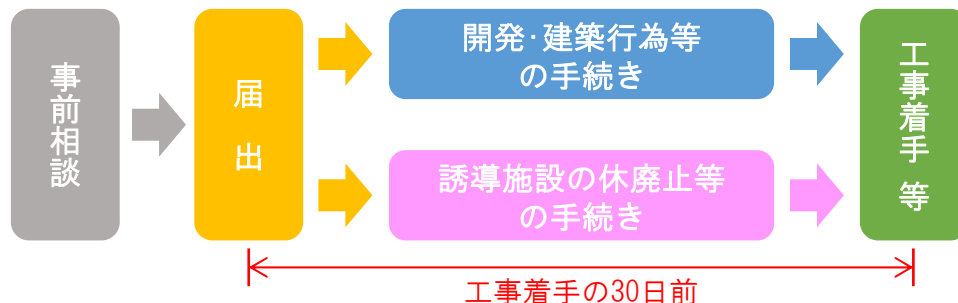 事前相談
届出
開発・建築行為等
の手続き
誘導施設の休廃止等
の手続き
工事着手 等
工事着手の30日前